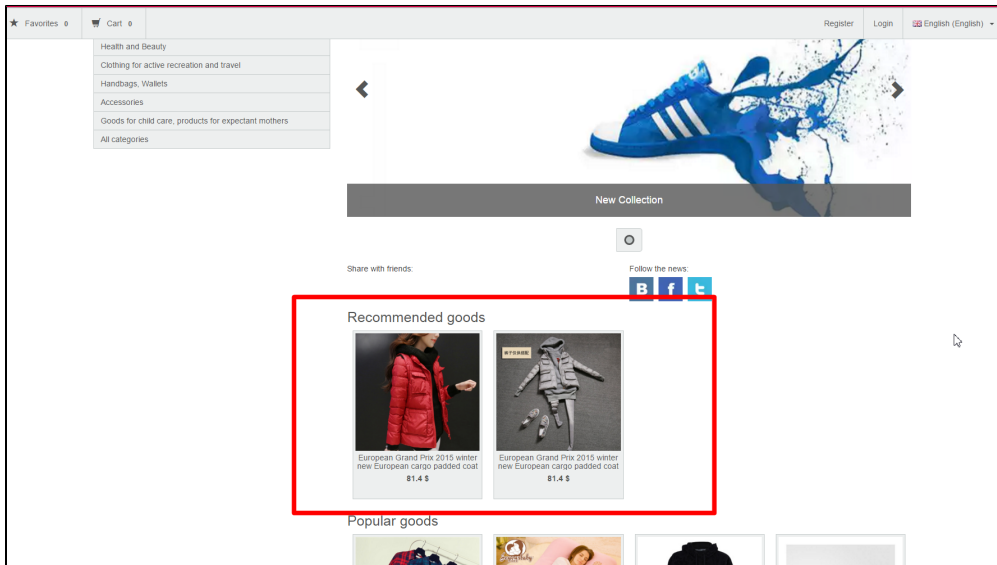 Favorites 0 Cart 0 Register Login English (English)
Health and Beauty
Clothing for active recreation and travel
Handbags, Wallets
Accessories
Goods for child care, products for expectant mothers
All categories
New Collection
Share with friends:
Follow the news:
B f t
Recommended goods
European Grand Prix 2015 winter
new European cargo padded coat
81.4 $
European Grand Prix 2015 winter
new European cargo padded coat
81.4 $
Popular goods